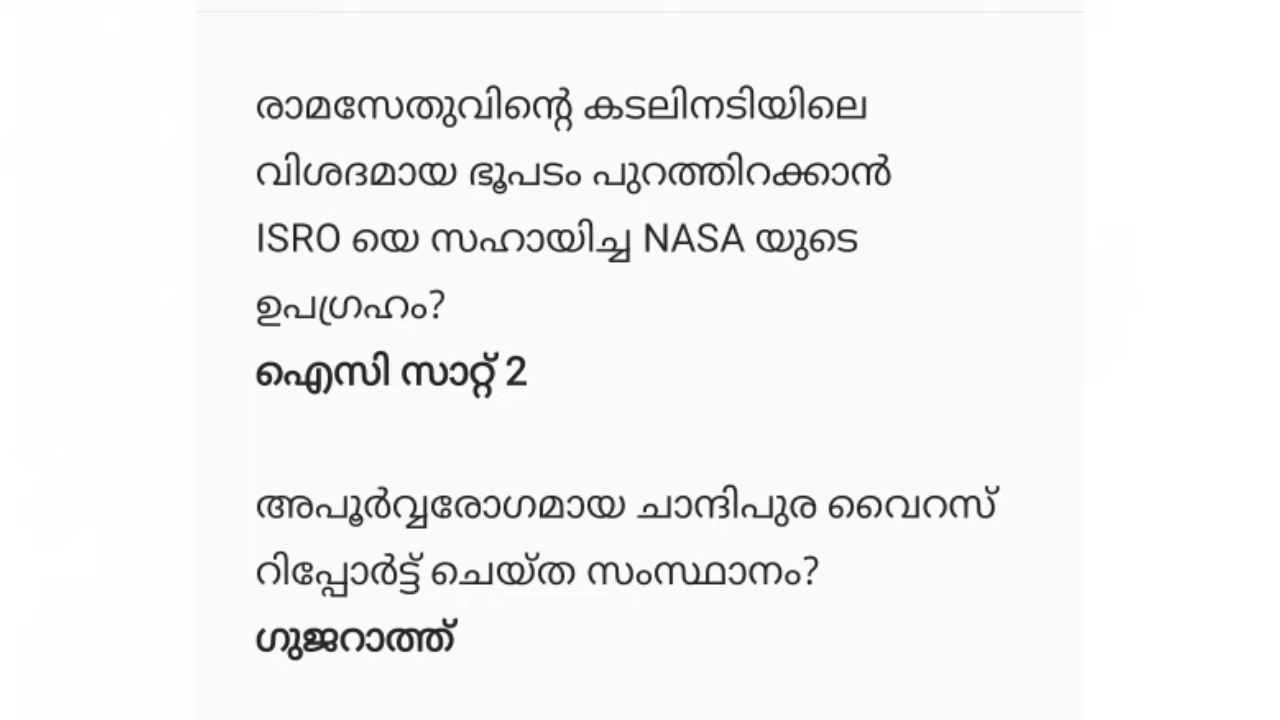 രാമസേതുവിന്റെ കടലിനടിയിലെ
വിശദമായ ഭൂപടം പുറത്തിറക്കാൻ
ISRO യെ സഹായിച്ച NASA യുടെ
ഉപഗ്രഹം?
ഐസി സാറ്റ് 2
അപൂർവ്വരോഗമായ ചാന്ദിപുര വൈറസ്
റിപ്പോർട്ട് ചെയ്ത സംസ്ഥാനം?
ഗുജറാത്ത്